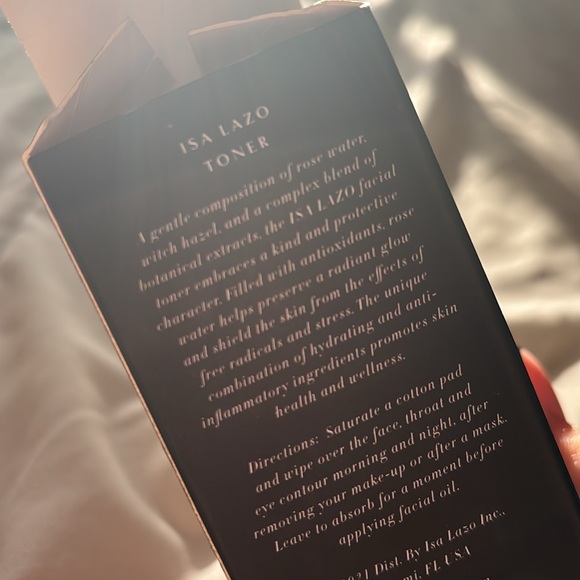 ISA LAZO
TONER
A gentle composition of rose water,
witch hazel, and a complex blend of
botanical extracts, the ISA LAZO facial
toner embraces a kind and protective
character. Filled with antioxidants, rose
water helps preserve a radiant glow
and shield the skin from the effects of
free radicals and stress. The unique
combination of hydrating and anti-
inflammatory ingredients promotes skin
health and wellness.
Directions: Saturate a cotton pad
and wipe over the face, throat and
eye contour morning and night, after
removing your make-up or after a mask.
Leave to absorb for a moment before
applying facial oil.
Dist. By Isa Lazo Inc.,
FL USA